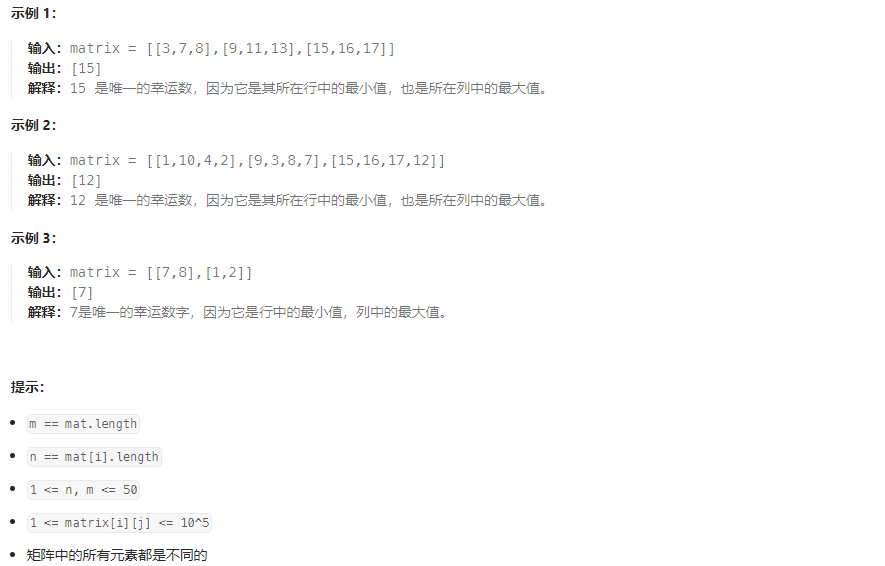 示例 1：
输入：matrix = [[3,7,8],[9,11,13],[15,16,17]]
输出：[15]
解释：15 是唯一的幸运数，因为它是其所在行中的最小值，也是所在列中的最大值。
示例 2：
输入：matrix = [[1,10,4,2],[9,3,8,7],[15,16,17,12]]
输出：[12]
解释：12 是唯一的幸运数，因为它是其所在行中的最小值，也是所在列中的最大值。
示例 3：
输入：matrix = [[7,8],[1,2]]
输出：[7]
解释：7是唯一的幸运数字，因为它是行中的最小值，列中的最大值。
提示：
m == mat.length
n == mat[i].length
1 <= n, m <= 50
1 <= matrix[i][j] <= 10^5
矩阵中的所有元素都是不同的